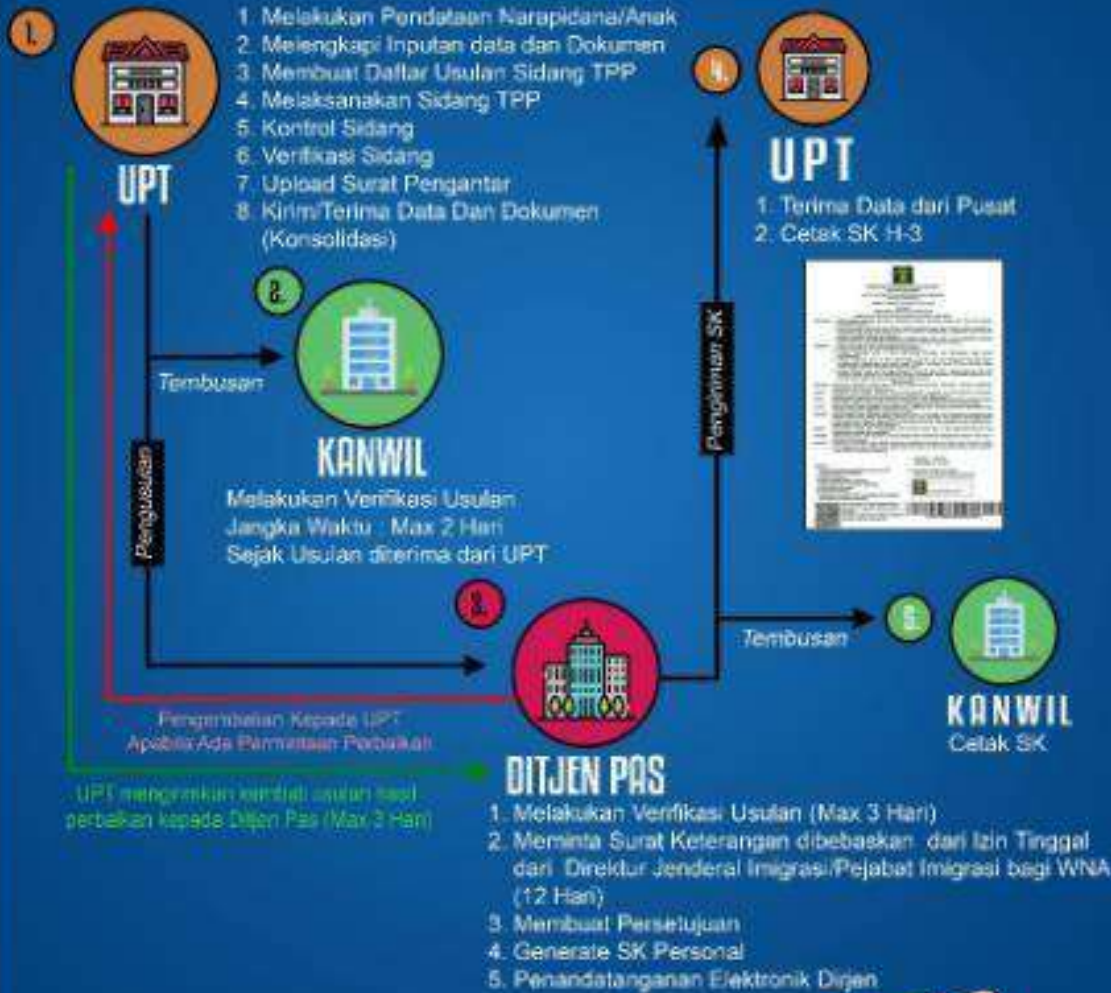 1.
UPT
1 Melakukan Pendataan Narapidana/Anak
2. Melengkapi Inputan data dan Dokumen
3. Membuat Daftar Usulan Sidang TPP
4. Melaksanakan Sidang TPP
5. Kontrol Sidang
6. Verifikasi Sidang
7. Upload Surat Pengantar
8. Kirim/Terima Data Dan Dokumen
(Konsolidasi)
2.
Tembusan
KANWIL
Melakukan Verifikasi Usulan
Jangka Waktu : Max 2 Hari
Sejak Usulan diterima dari UPT
Pengusulan
3.
Pengembalian Kepada UPT
Apabila Ada Permintaan Perbaikan
UPT mengirimkan kembali usulan hasil
perbaikan kepada Ditjen Pas (Max 3 Hari)
DITJEN PAS
1. Melakukan Verifikasi Usulan (Max 3 Hari)
2. Meminta Surat Keterangan dibebaskan dari Izin Tinggal
dari Direktur Jenderal Imigrasi/Pejabat Imigrasi bagi WNA
(12 Hari)
3. Membuat Persetujuan
4. Generate SK Personal
5. Penandatanganan Elektronik Dirjen
Pengiriman SK
4.
UPT
1. Terima Data dari Pusat
2. Cetak SK H-3
Tembusan
KANWIL
Cetak SK